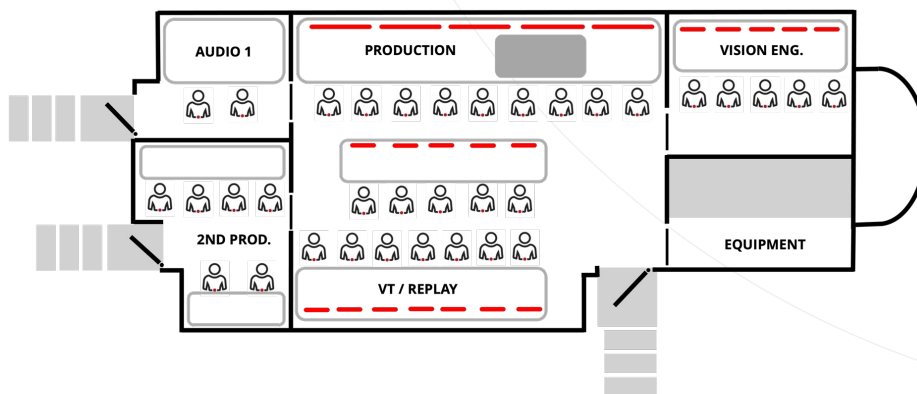 AUDIO 1
PRODUCTION
VISION ENG.
2ND PROD.
EQUIPMENT
VT / REPLAY